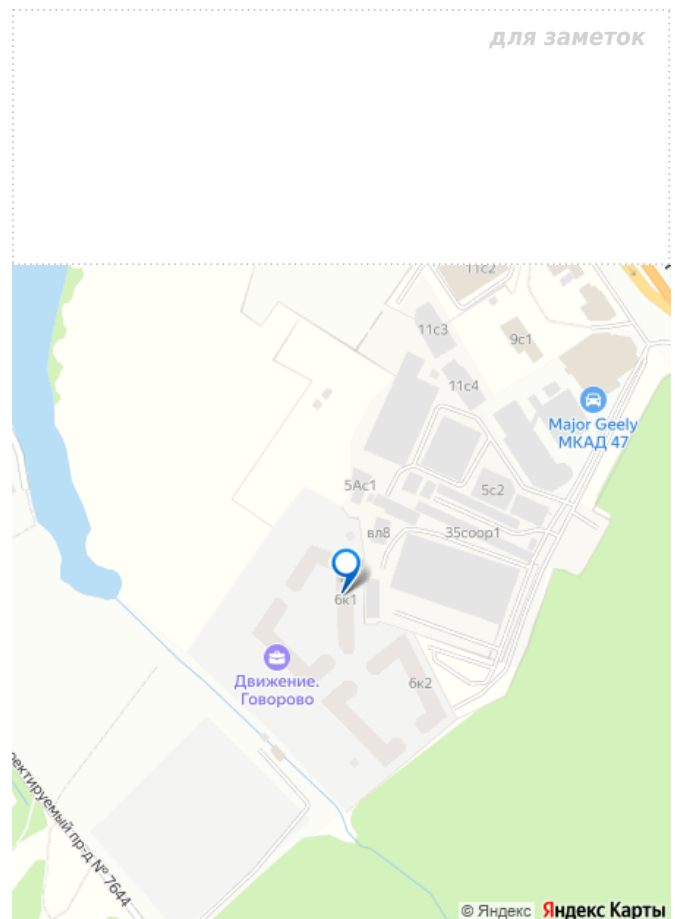 для заметок
11с2
11с3
9с1
11с4
Major Geely
МКАД 47
5Ас1
5с2
вл8
35соор1
6к1
Движение.
Говорово
6к2
ректируемый пр-д № 7644
© Яндекс Яндекс Карты